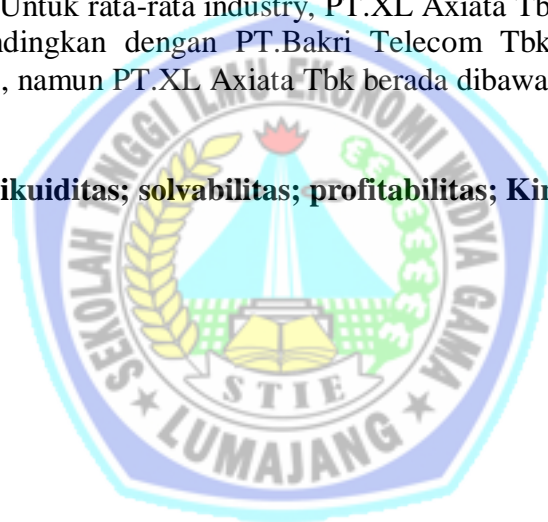 Untuk rata-rata industry, PT.XL Axiata Tb
ndingkan dengan PT.Bakri Telecom Tbk
, namun PT.XL Axiata Tbk berada dibawa
ikuiditas; solvabilitas; profitabilitas; Kin
SEKOLAH TINGGI ILMU EKONOMI WIDYA GAMA
STIE
LUMAJANG